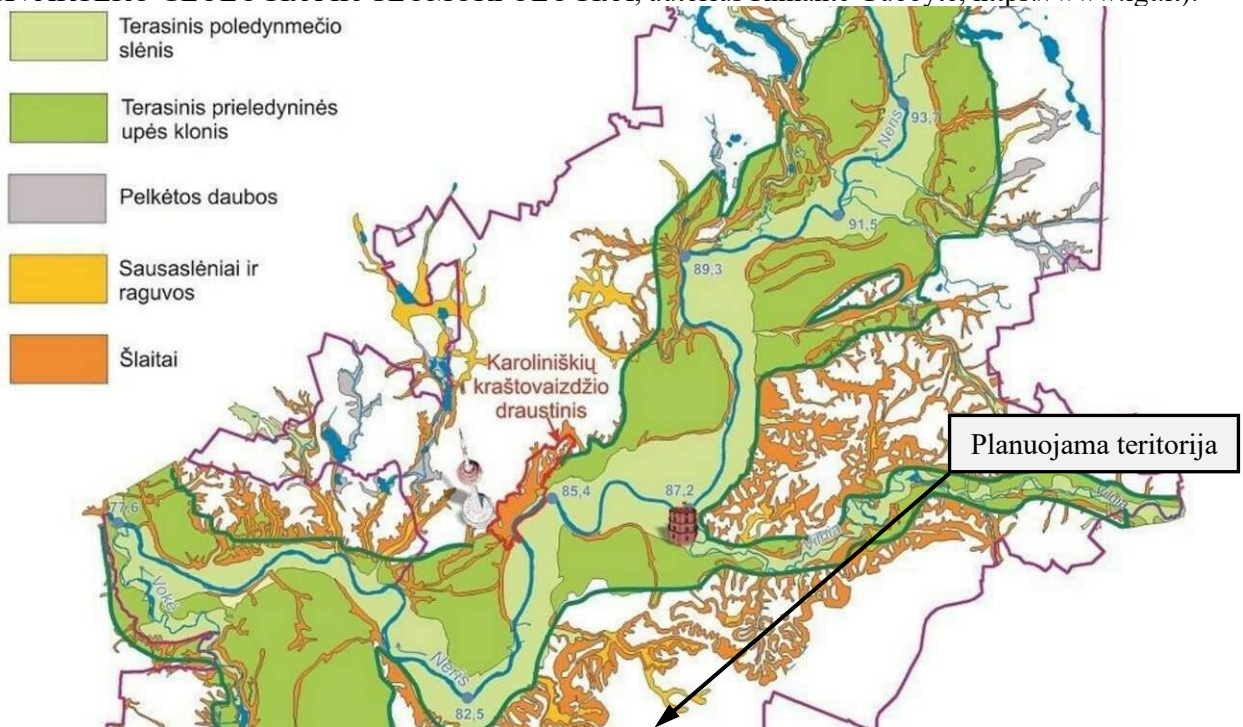 Terasinis poledynmečio
slėnis
Terasinis prieledyninės
upės klonis
Pelkėtos daubos
Sausaslėniai ir
raguvos
Šlaitai
Neris
93,7
91,5
89,3
Karoliniškių
kraštovaizdžio
draustinis
Planuojama teritorija
85,4
87,2
77,6
Vilnia
Vilnia
Vokė
Neris
82,5